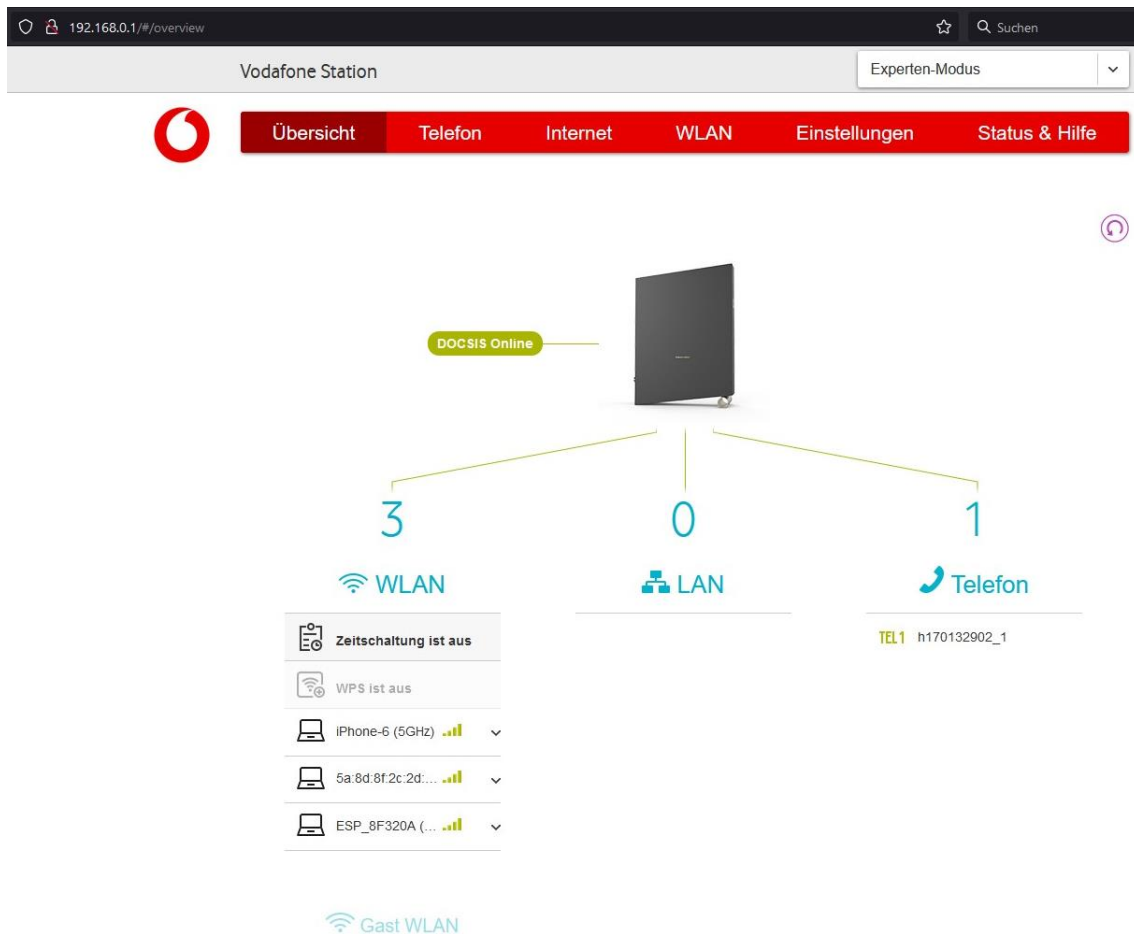 192.168.0.1/#/overview
Suchen
Vodafone Station
Experten-Modus
Übersicht Telefon Internet WLAN Einstellungen Status & Hilfe
DOCSIS Online
3 0 1
WLAN LAN Telefon
Zeitschaltung ist aus
TEL1 h170132902_1
WPS ist aus
iPhone-6 (5GHz)
5a:8d:8f:2c:2d:...
ESP_8F320A (...
Gast WLAN